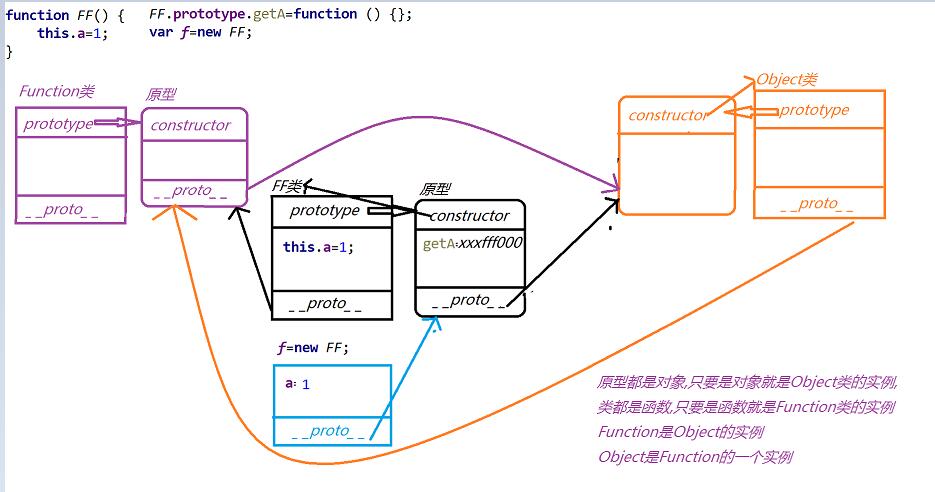 function FF() {
this.a=1;
}
FF.prototype.getA=function () {};
var f=new FF;
Function类
原型
Object类
prototype
constructor
constructor
prototype
__proto__
__proto__
__proto__
FF类
原型
prototype
constructor
this.a=1;
getA:xxxfff000
__proto__
__proto__
f=new FF;
a: 1
__proto__
原型都是对象,只要是对象就是Object类的实例,
类都是函数,只要是函数就是Function类的实例
Function是Object的实例
Object是Function的一个实例